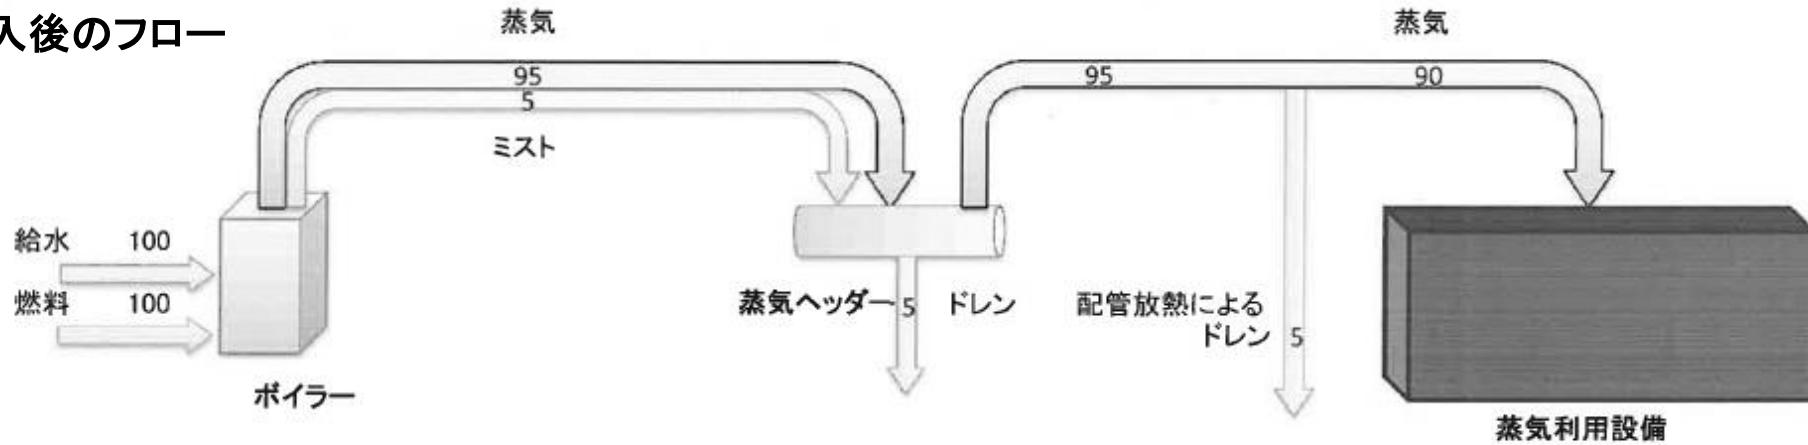 入後のフロー
蒸気
蒸気
95
5
95
90
ミスト
給水 100
燃料 100
蒸気ヘッダー
5
ドレン
配管放熱による
ドレン
5
ボイラー
蒸気利用設備